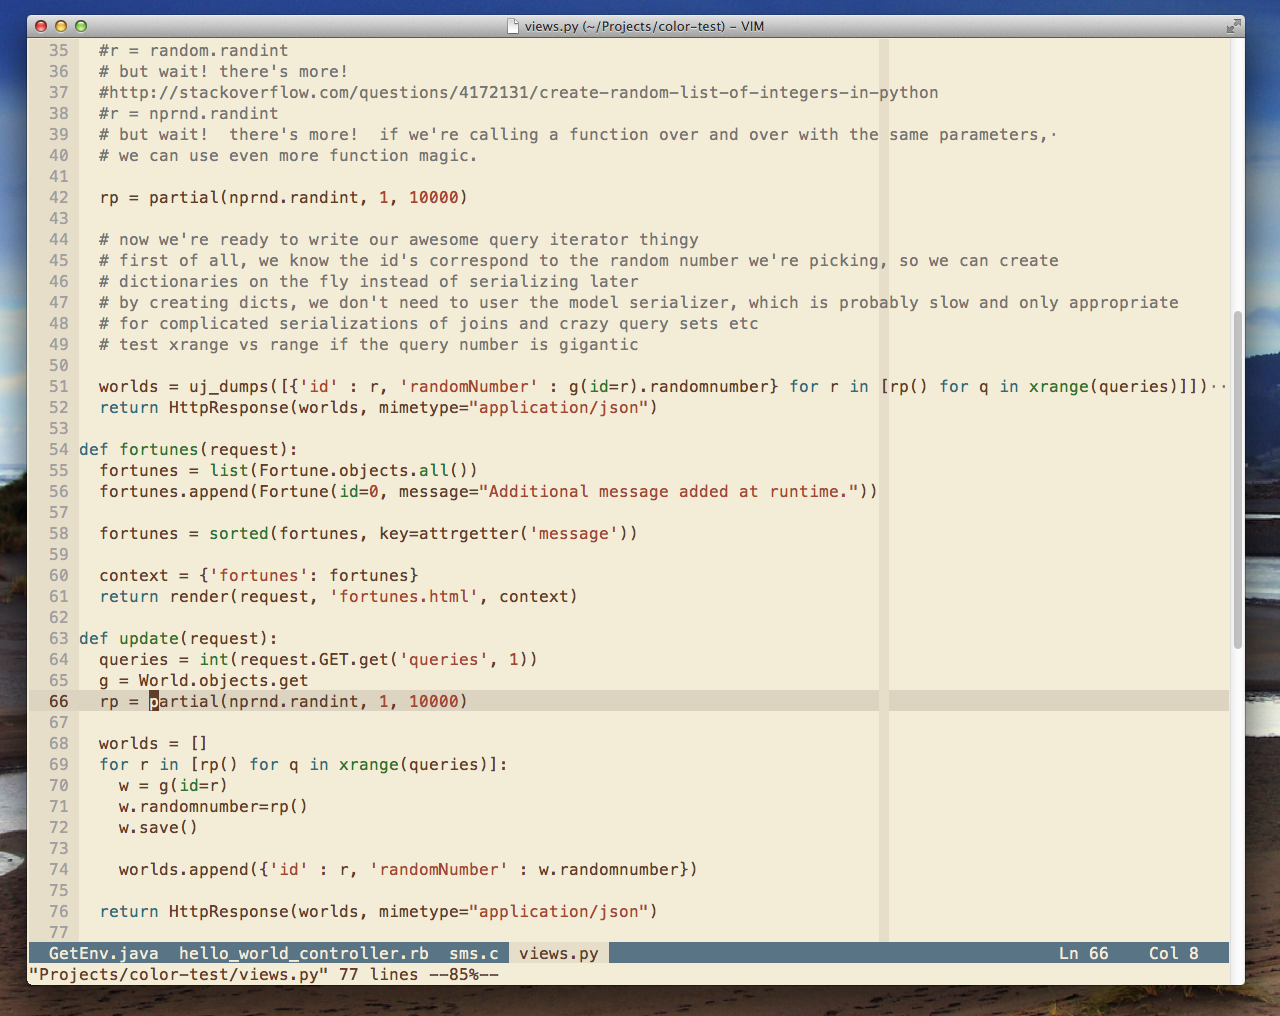 views.py (~/Projects/color-test) – VIM
35 #r = random.randint
36 # but wait! there's more!
37 #http://stackoverflow.com/questions/4172131/create-random-list-of-integers-in-python
38 #r = nprnd.randint
39 # but wait!  there's more!  if we're calling a function over and over with the same parameters,·
40 # we can use even more function magic.
41
42 rp = partial(nprnd.randint, 1, 10000)
43
44 # now we're ready to write our awesome query iterator thingy
45 # first of all, we know the id's correspond to the random number we're picking, so we can create
46 # dictionaries on the fly instead of serializing later
47 # by creating dicts, we don't need to user the model serializer, which is probably slow and only appropriate
48 # for complicated serializations of joins and crazy query sets etc
49 # test xrange vs range if the query number is gigantic
50
51 worlds = uj_dumps([{'id' : r, 'randomNumber' : g(id=r).randomnumber} for r in [rp() for q in xrange(queries)]])··
52 return HttpResponse(worlds, mimetype="application/json")
53
54 def fortunes(request):
55 fortunes = list(Fortune.objects.all())
56 fortunes.append(Fortune(id=0, message="Additional message added at runtime."))
57
58 fortunes = sorted(fortunes, key=attrgetter('message'))
59
60 context = {'fortunes': fortunes}
61 return render(request, 'fortunes.html', context)
62
63 def update(request):
64 queries = int(request.GET.get('queries', 1))
65 g = World.objects.get
66 rp = partial(nprnd.randint, 1, 10000)
67
68 worlds = []
69 for r in [rp() for q in xrange(queries)]:
70 w = g(id=r)
71 w.randomnumber=rp()
72 w.save()
73
74 worlds.append({'id' : r, 'randomNumber' : w.randomnumber})
75
76 return HttpResponse(worlds, mimetype="application/json")
77
GetEnv.java hello_world_controller.rb sms.c views.py Ln 66 Col 8
"Projects/color-test/views.py" 77 lines --85%--